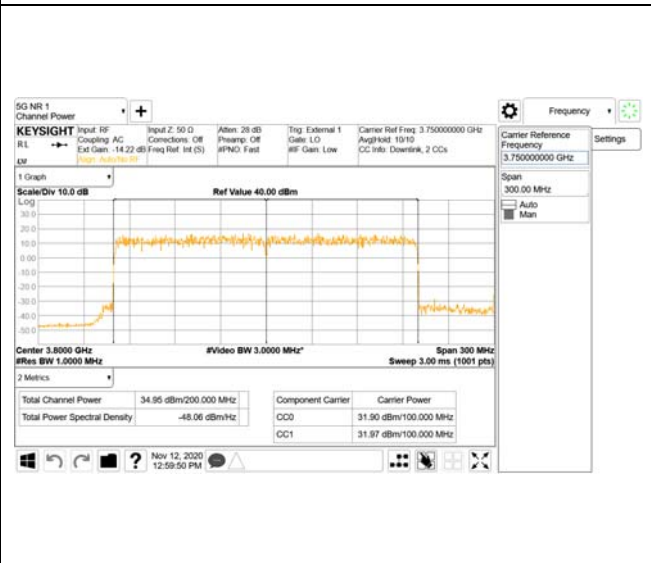 5G NR 1
Channel Power
Frequency
KEYSIGHT
RL
Input: RF
Coupling: AC
Ext Gain: -14.22 dB
Align: Auto/No RF
Input Z: 50 Ω
Corrections: Off
Freq Ref: Int (S)
Atten: 28 dB
Preamp: Off
#PNO: Fast
Trig: External 1
Gate: LO
#IF Gain: Low
Carrier Ref Freq: 3.750000000 GHz
Avg|Hold: 10/10
CC Info: Downlink, 2 CCs
Carrier Reference
Frequency
3.750000000 GHz
Settings
Span
300.00 MHz
Auto
Man
1 Graph
Scale/Div 10.0 dB
Ref Value 40.00 dBm
Log
30.0
20.0
10.0
0.00
-10.0
-20.0
-30.0
-40.0
-50.0
Center 3.8000 GHz
#Video BW 3.0000 MHz*
Span 300 MHz
#Res BW 1.0000 MHz
Sweep 3.00 ms (1001 pts)
2 Metrics
Total Channel Power
34.95 dBm/200.000 MHz
Total Power Spectral Density
-48.06 dBm/Hz
Component Carrier
Carrier Power
CC0
31.90 dBm/100.000 MHz
CC1
31.97 dBm/100.000 MHz
?
Nov 12, 2020
12:59:50 PM